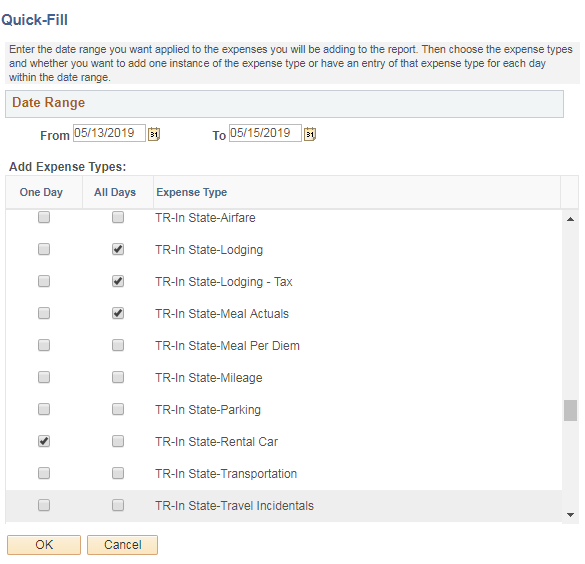 Quick-Fill
Enter the date range you want applied to the expenses you will be adding to the report. Then choose the expense types
and whether you want to add one instance of the expense type or have an entry of that expense type for each day
within the date range.
Date Range
From 05/13/2019 31 To 05/15/2019 31
Add Expense Types:
One Day All Days Expense Type
TR-In State-Airfare
TR-In State-Lodging
TR-In State-Lodging - Tax
TR-In State-Meal Actuals
TR-In State-Meal Per Diem
TR-In State-Mileage
TR-In State-Parking
TR-In State-Rental Car
TR-In State-Transportation
TR-In State-Travel Incidentals
OK Cancel